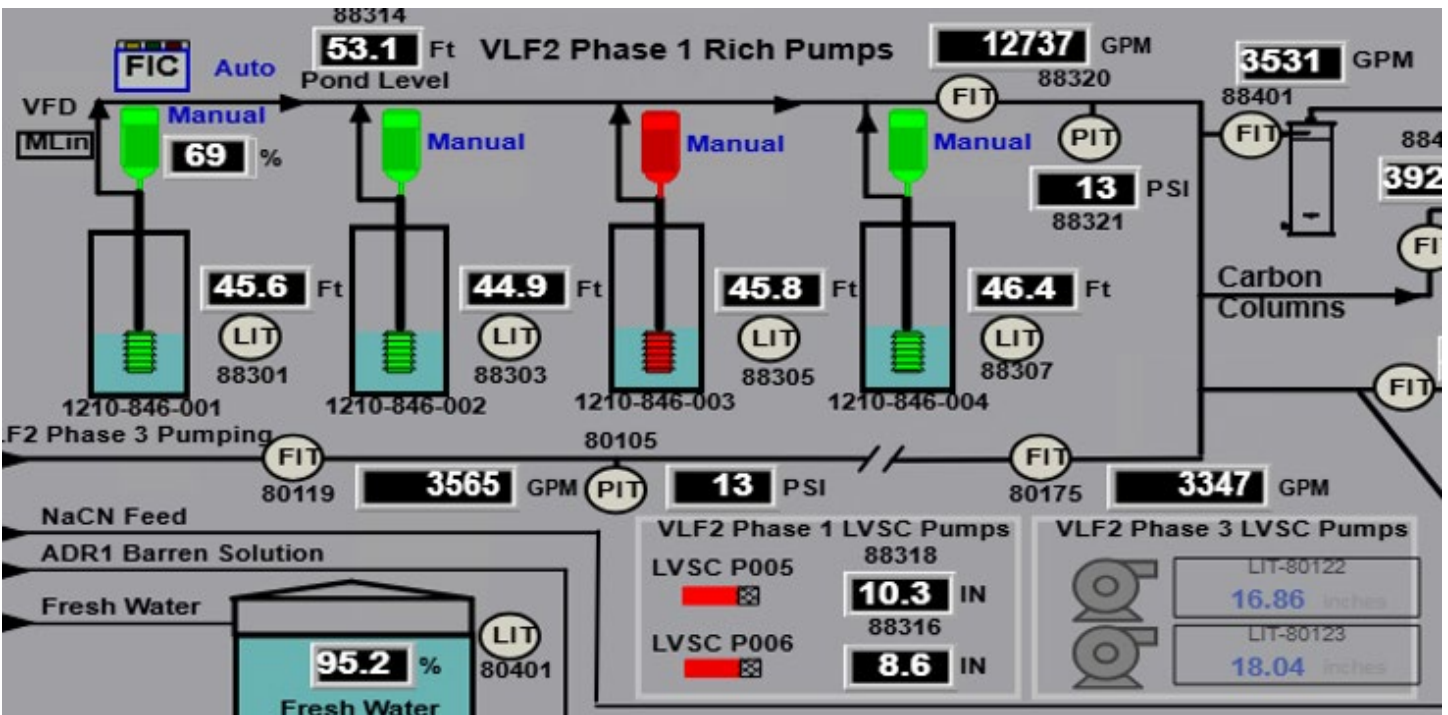 88314
53.1 Ft
VLF2 Phase 1 Rich Pumps
12737 GPM
88320
3531 GPM
88401
FIC Auto
Pond Level
VFD
MLin
Manual
69 %
Manual
Manual
Manual
FIT
PIT
FIT
13 PSI
88321
392
FI
45.6 Ft
44.9 Ft
45.8 Ft
46.4 Ft
Carbon
Columns
LIT
LIT
LIT
LIT
88301
88303
88305
88307
FIT
1210-846-001
1210-846-002
1210-846-003
1210-846-004
LF2 Phase 3 Pumping
80105
FIT
80119
3565 GPM
PIT
13 PSI
FIT
80175
3347 GPM
NaCN Feed
ADR1 Barren Solution
Fresh Water
LIT
80401
95.2 %
Fresh Water
VLF2 Phase 1 LVSC Pumps
88318
LVSC P005
10.3 IN
88316
LVSC P006
8.6 IN
VLF2 Phase 3 LVSC Pumps
LIT-80122
16.86 inches
LIT-80123
18.04 inches